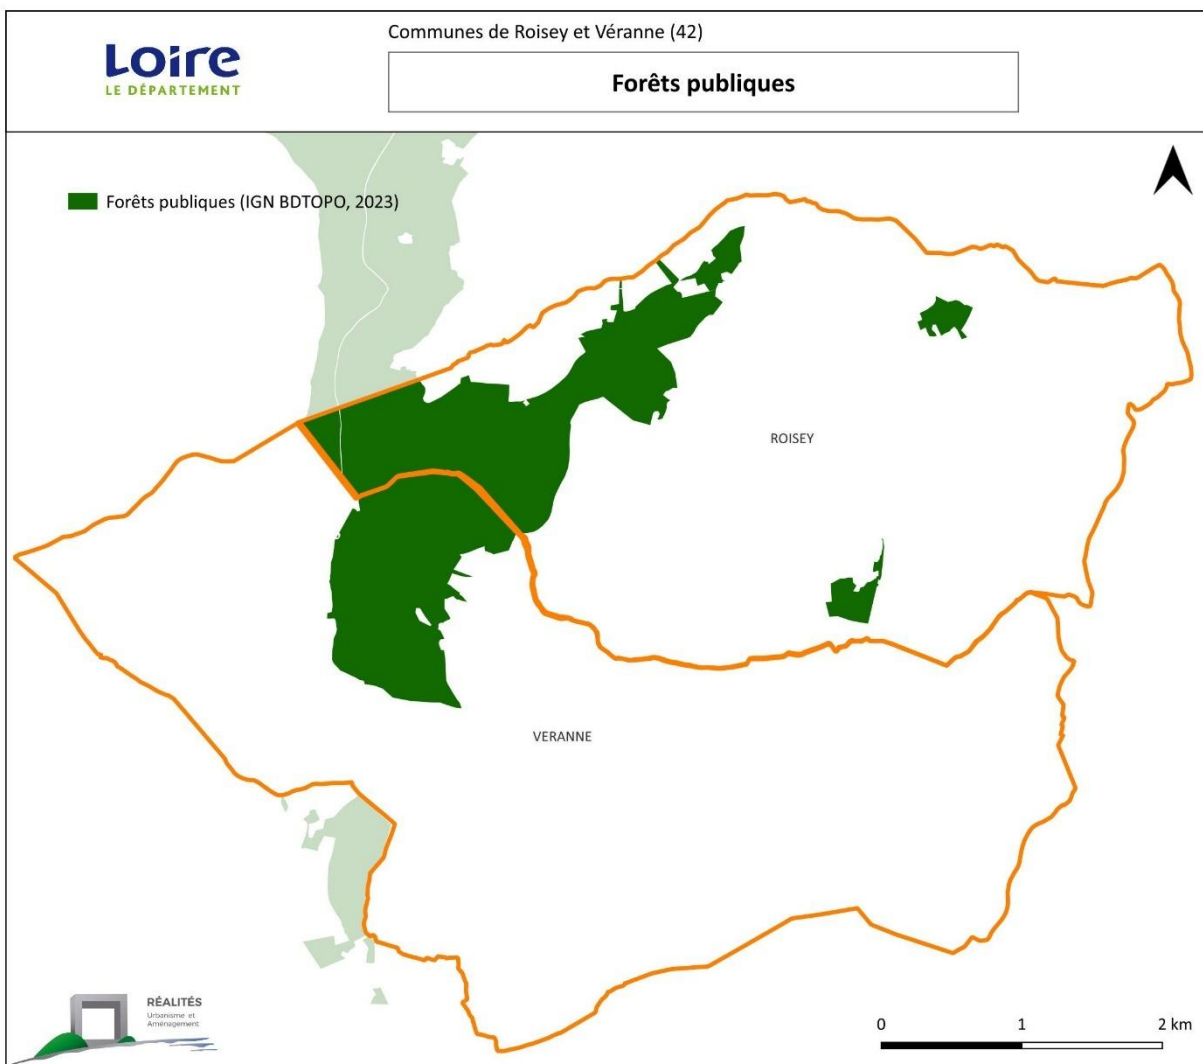 Loire
LE DÉPARTEMENT
Communes de Roisey et Véranne (42)
Forêts publiques
Forêts publiques (IGN BDTOPO, 2023)
ROISEY
VERANNE
RÉALITÉS
Urbanisme et
Aménagement
0 1 2 km